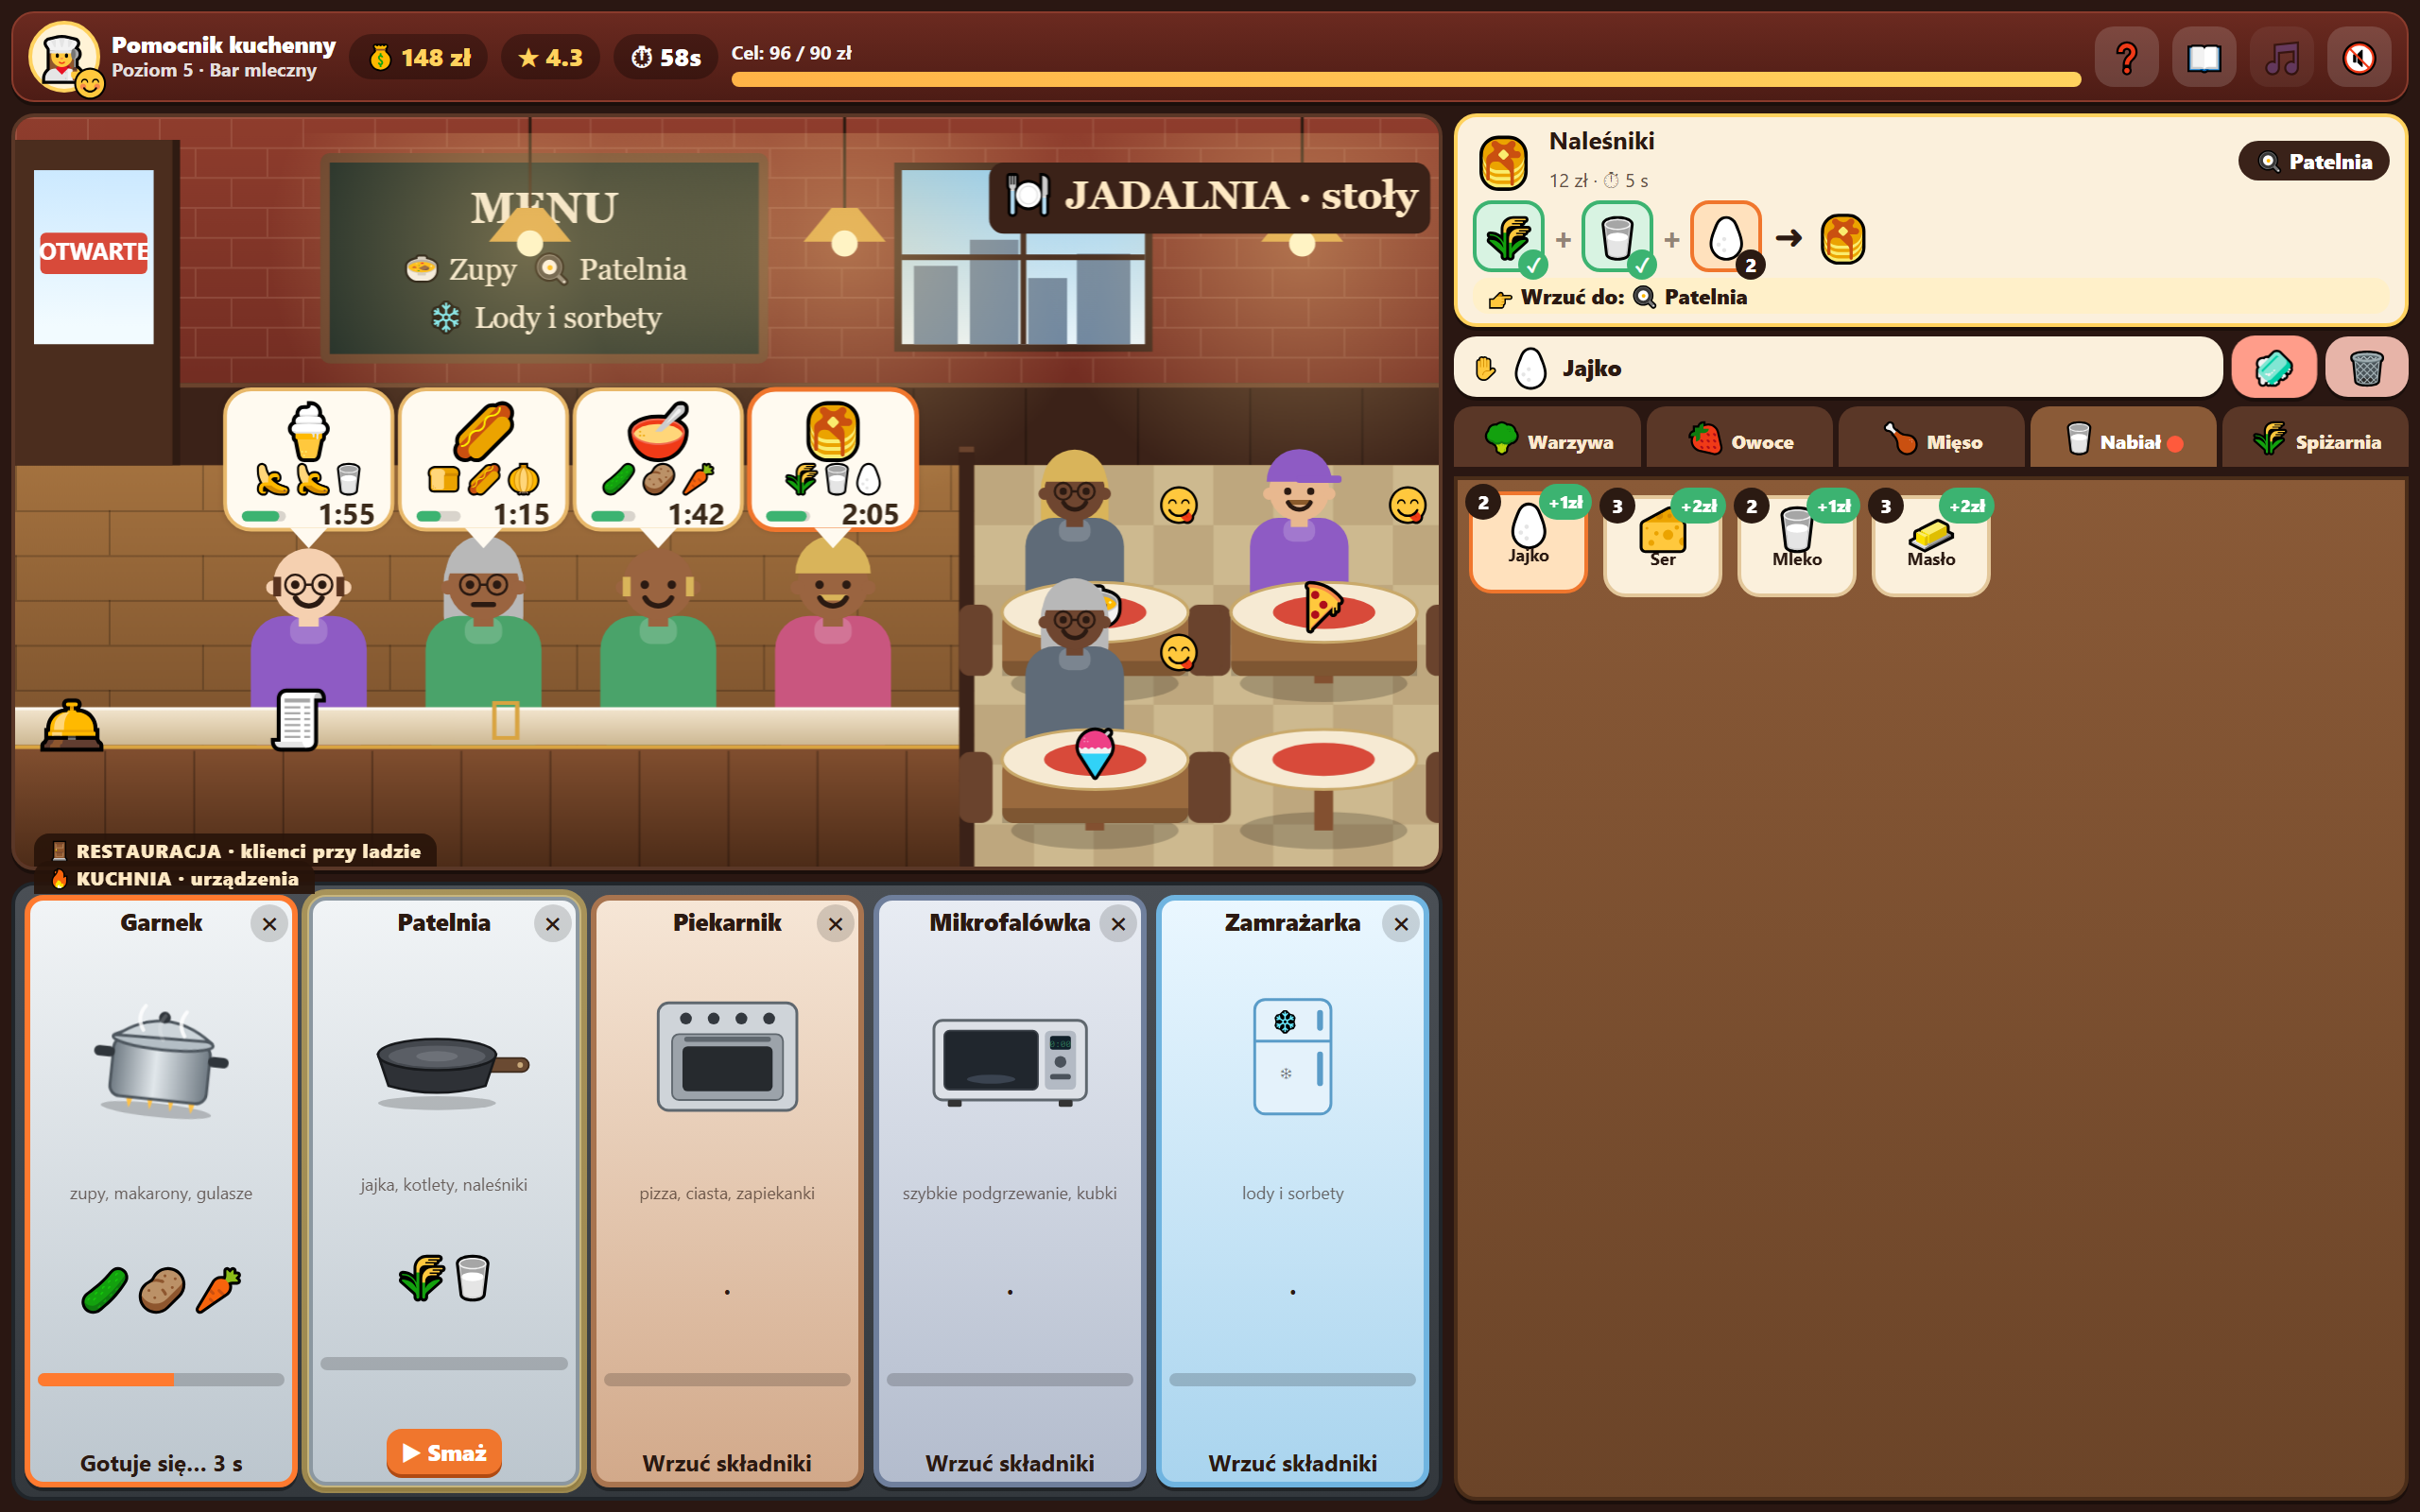 Pomocnik kuchenny
Poziom 5 · Bar mleczny
148 zł
★ 4.3
58s
Cel: 96 / 90 zł
OTWARTE
MENU
Zupy Patelnia
Lody i sorbety
JADALNIA · stoły
1:55
1:15
1:42
2:05
RESTAURACJA · klienci przy ladzie
KUCHNIA · urządzenia
Naleśniki
12 zł · 5 s
Patelnia
2
Wrzuć do: Patelnia
Jajko
Warzywa
Owoce
Mięso
Nabiał
Spiżarnia
2 +1zł
Jajko
3 +2zł
Ser
2 +1zł
Mleko
3 +2zł
Masło
Garnek
zupy, makarony, gulasze
Gotuje się... 3 s
Patelnia
jajka, kotlety, naleśniki
Smaż
Piekarnik
pizza, ciasta, zapiekanki
Wrzuć składniki
Mikrofalówka
0:00
szybkie podgrzewanie, kubki
Wrzuć składniki
Zamrażarka
lody i sorbety
Wrzuć składniki